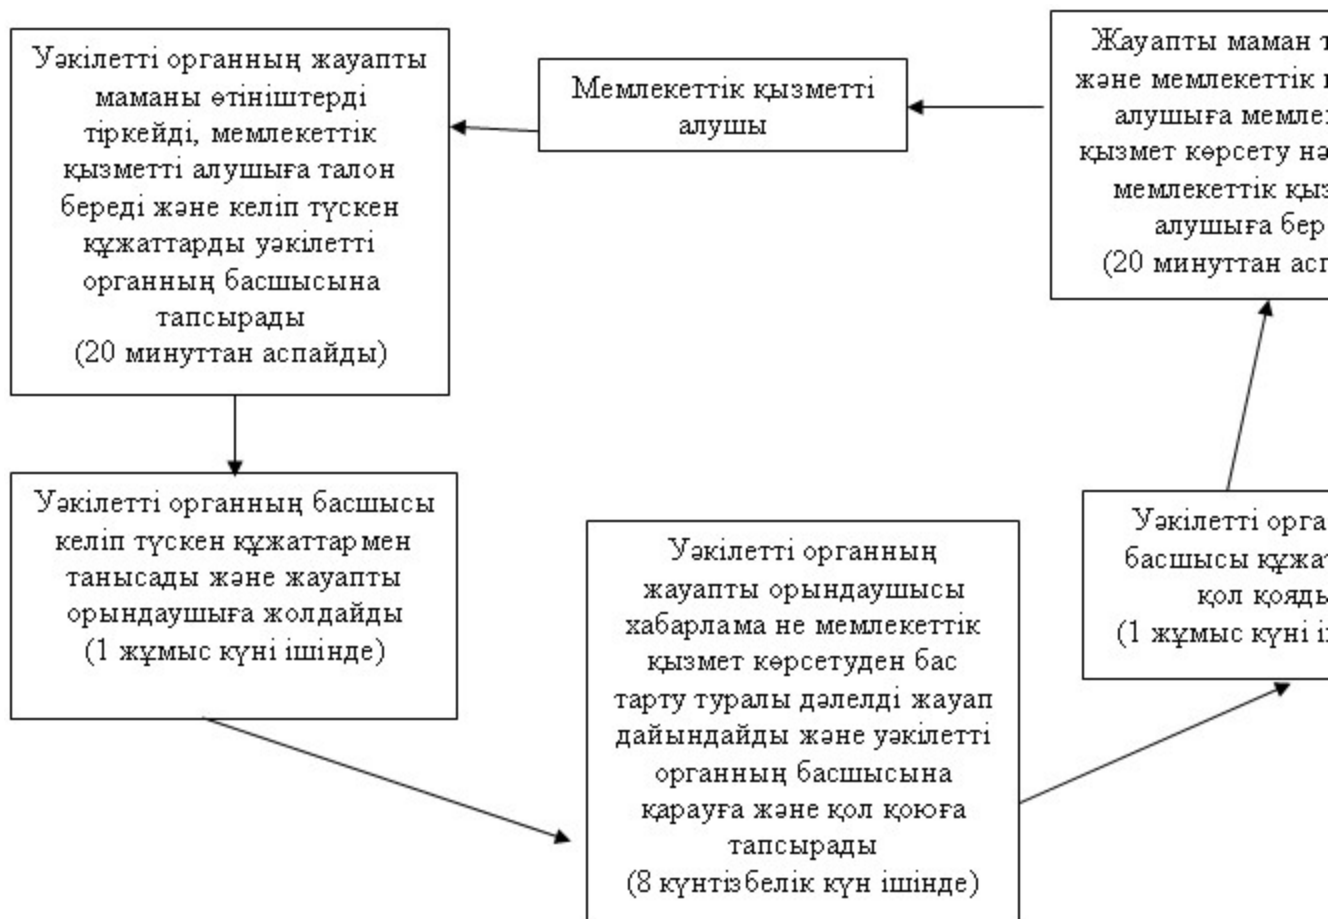 Уәкілетті органның жауапты
маманы өтініштерді
тіркейді, мемлекеттік
қызметті алушыға талон
береді және келіп түскен
құжаттарды уәкілетті
органның басшысына
тапсырады
(20 минуттан аспайды)
Мемлекеттік қызметті
алушы
Жауапты маман
және мемлекеттік
алушыға
қызмет көрсету
мемлекеттік
алушыға
(20 минуттан
Уәкілетті органның басшысы
келіп түскен құжаттармен
танысады және жауапты
орындаушыға жолдайды
(1 жұмыс күні ішінде)
Уәкілетті органның
жауапты орындаушысы
хабарлама не мемлекеттік
қызмет көрсетуден бас
тарту туралы дәлелді жауап
дайындайды және уәкілетті
органның басшысына
қарауға және қол қоюға
тапсырады
(8 күнтізбелік күн ішінде)
Уәкілетті
басшысы
қол
(1 жұмыс күні